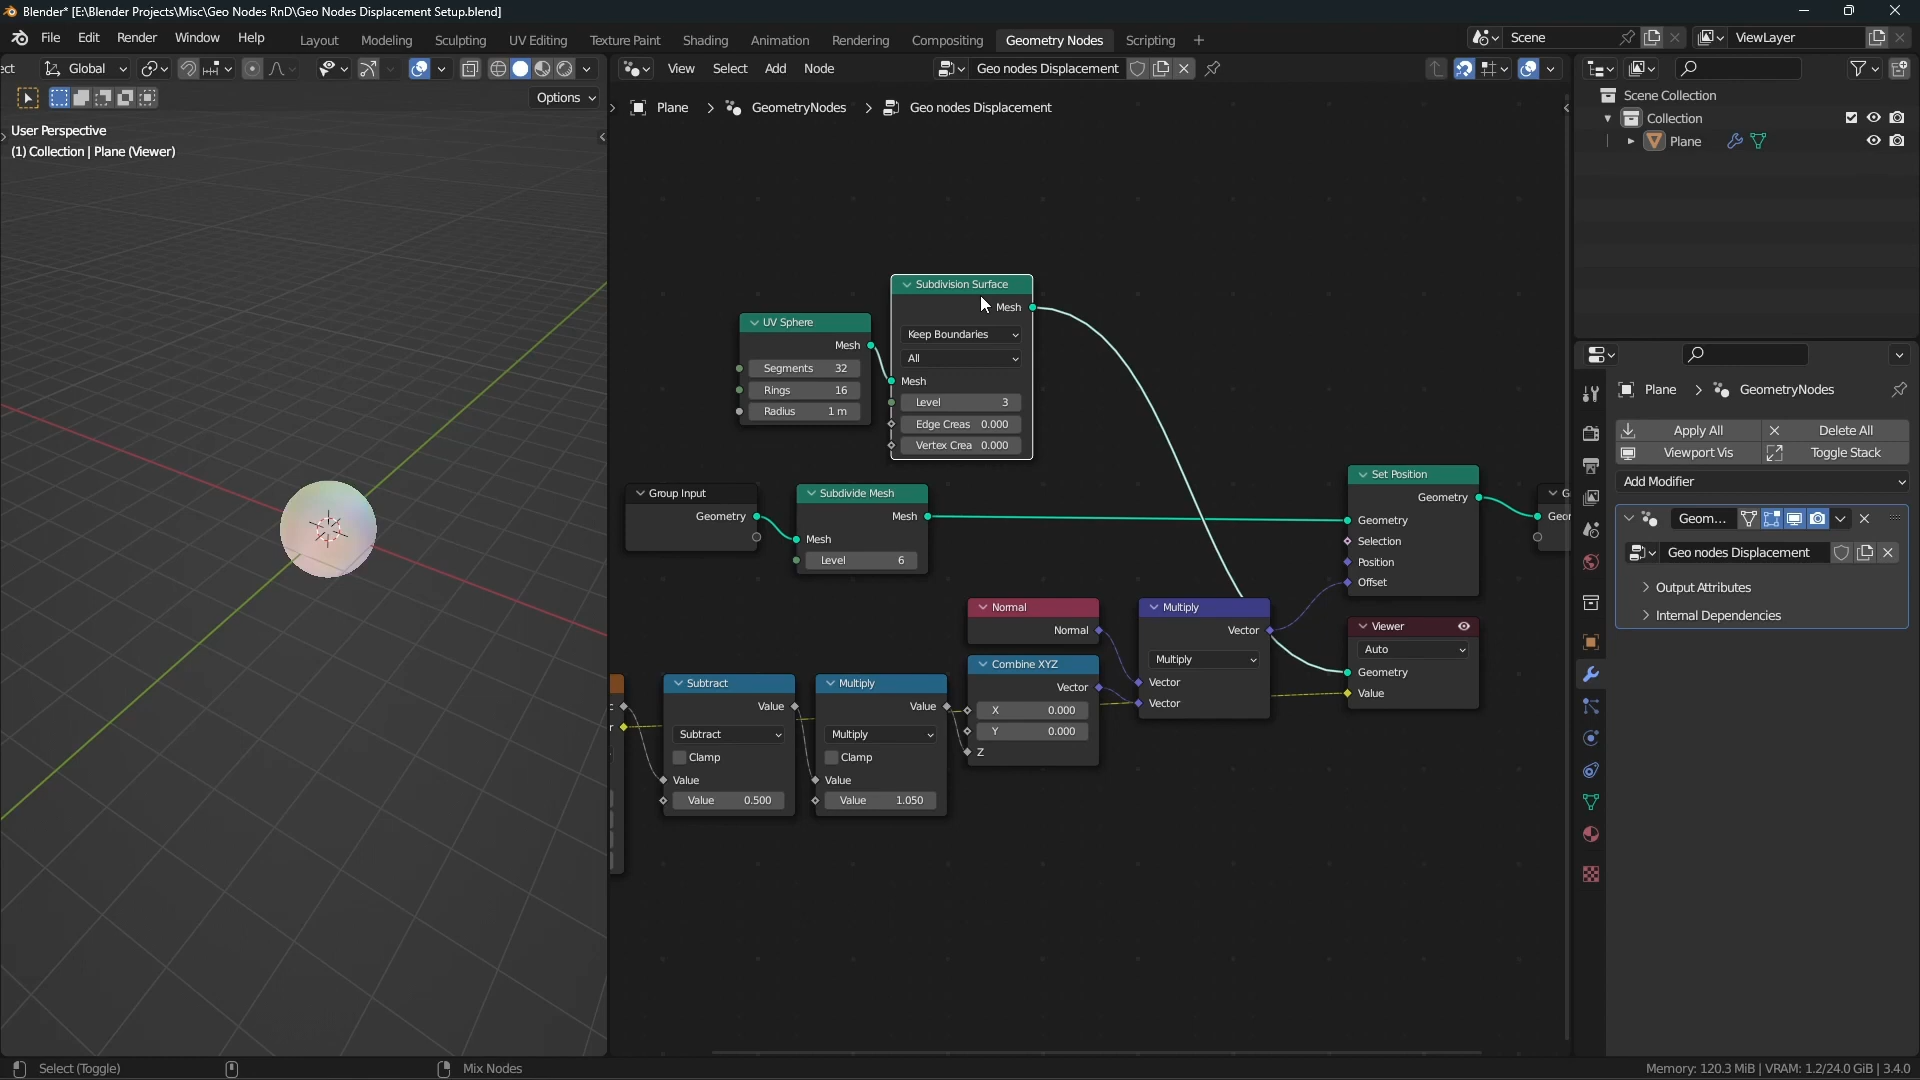 Blender* [E:\Blender Projects\Misc\Geo Nodes RnD\Geo Nodes Displacement Setup.blend]
File Edit Render Window Help Layout Modeling Sculpting UV Editing Texture Paint Shading Animation Rendering Compositing Geometry Nodes Scripting + Scene ViewLayer
ect Global View Select Add Node Geo nodes Displacement
Options
Plane > GeometryNodes > Geo nodes Displacement
User Perspective
(1) Collection | Plane (Viewer)
Scene Collection
Collection
Plane
Subdivision Surface
Mesh
Keep Boundaries
All
Mesh
Level 3
Edge Creas 0.000
Vertex Crea 0.000
UV Sphere
Mesh
Segments 32
Rings 16
Radius 1 m
Group Input
Geometry
Subdivide Mesh
Mesh
Mesh
Level 6
Set Position
Geometry
Geometry
Selection
Position
Offset
G
Geor
Normal
Normal
Combine XYZ
Vector
X 0.000
Y 0.000
Z
Multiply
Vector
Multiply
Vector
Vector
Viewer
Auto
Geometry
Value
Subtract
Value
Subtract
Clamp
Value
Value 0.500
Multiply
Value
Multiply
Clamp
Value
Value 1.050
Plane > GeometryNodes
Apply All Delete All
Viewport Vis Toggle Stack
Add Modifier
Geom...
Geo nodes Displacement
Output Attributes
Internal Dependencies
Select (Toggle) Mix Nodes Memory: 120.3 MiB | VRAM: 1.2/24.0 GiB | 3.4.0